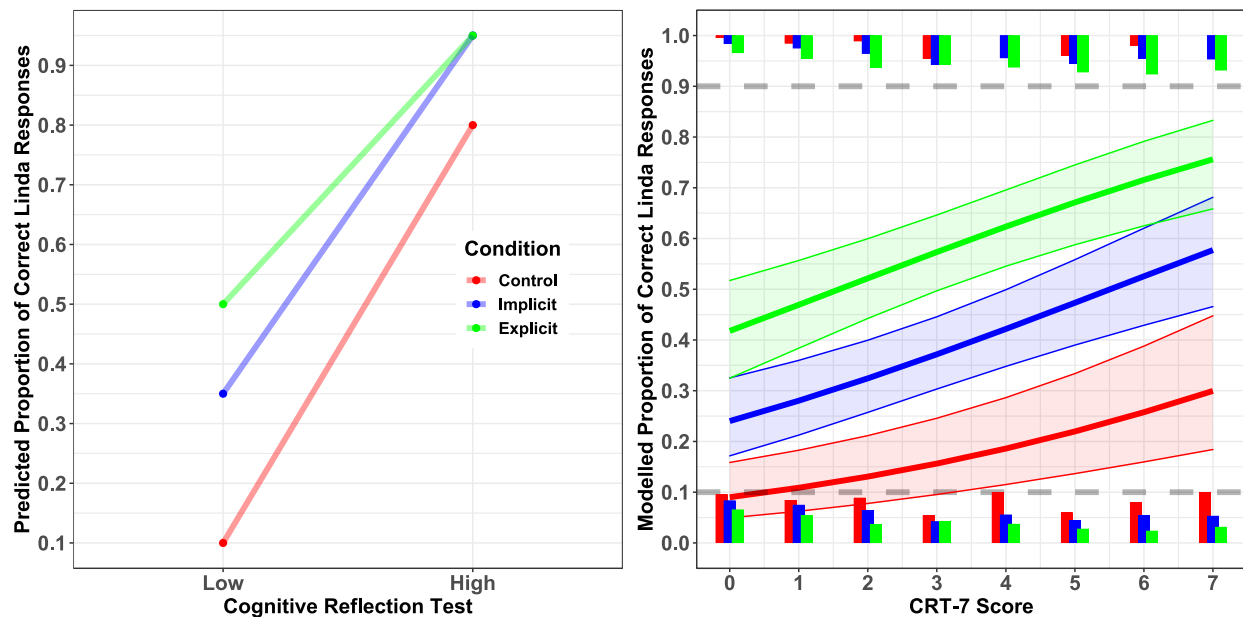 Predicted Proportion of Correct Linda Responses
0.9
0.8
0.7
0.6
0.5
0.4
0.3
0.2
0.1
Low
High
Cognitive Reflection Test
Condition
Control
Implicit
Explicit
Modelled Proportion of Correct Linda Responses
1.0
0.9
0.8
0.7
0.6
0.5
0.4
0.3
0.2
0.1
0.0
0 1 2 3 4 5 6 7
CRT-7 Score